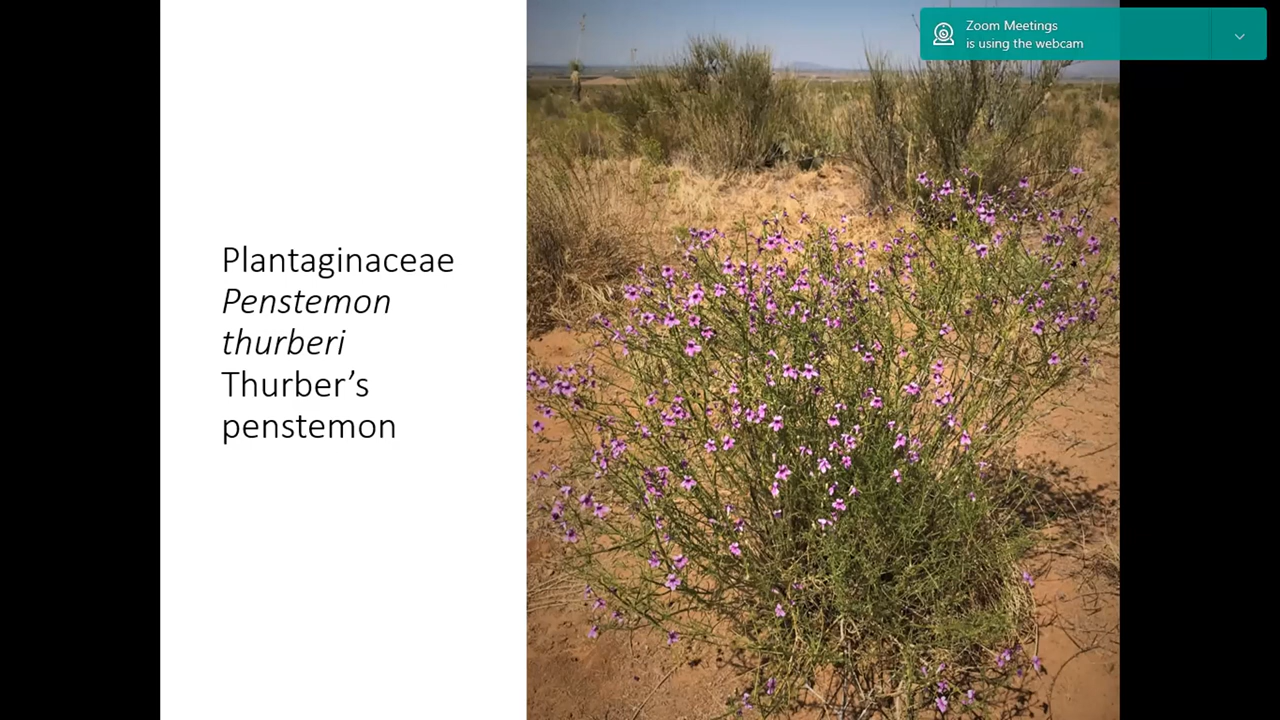 Plantaginaceae
Penstemon
thurberi
Thurber’s
penstemon
Zoom Meetings
is using the webcam